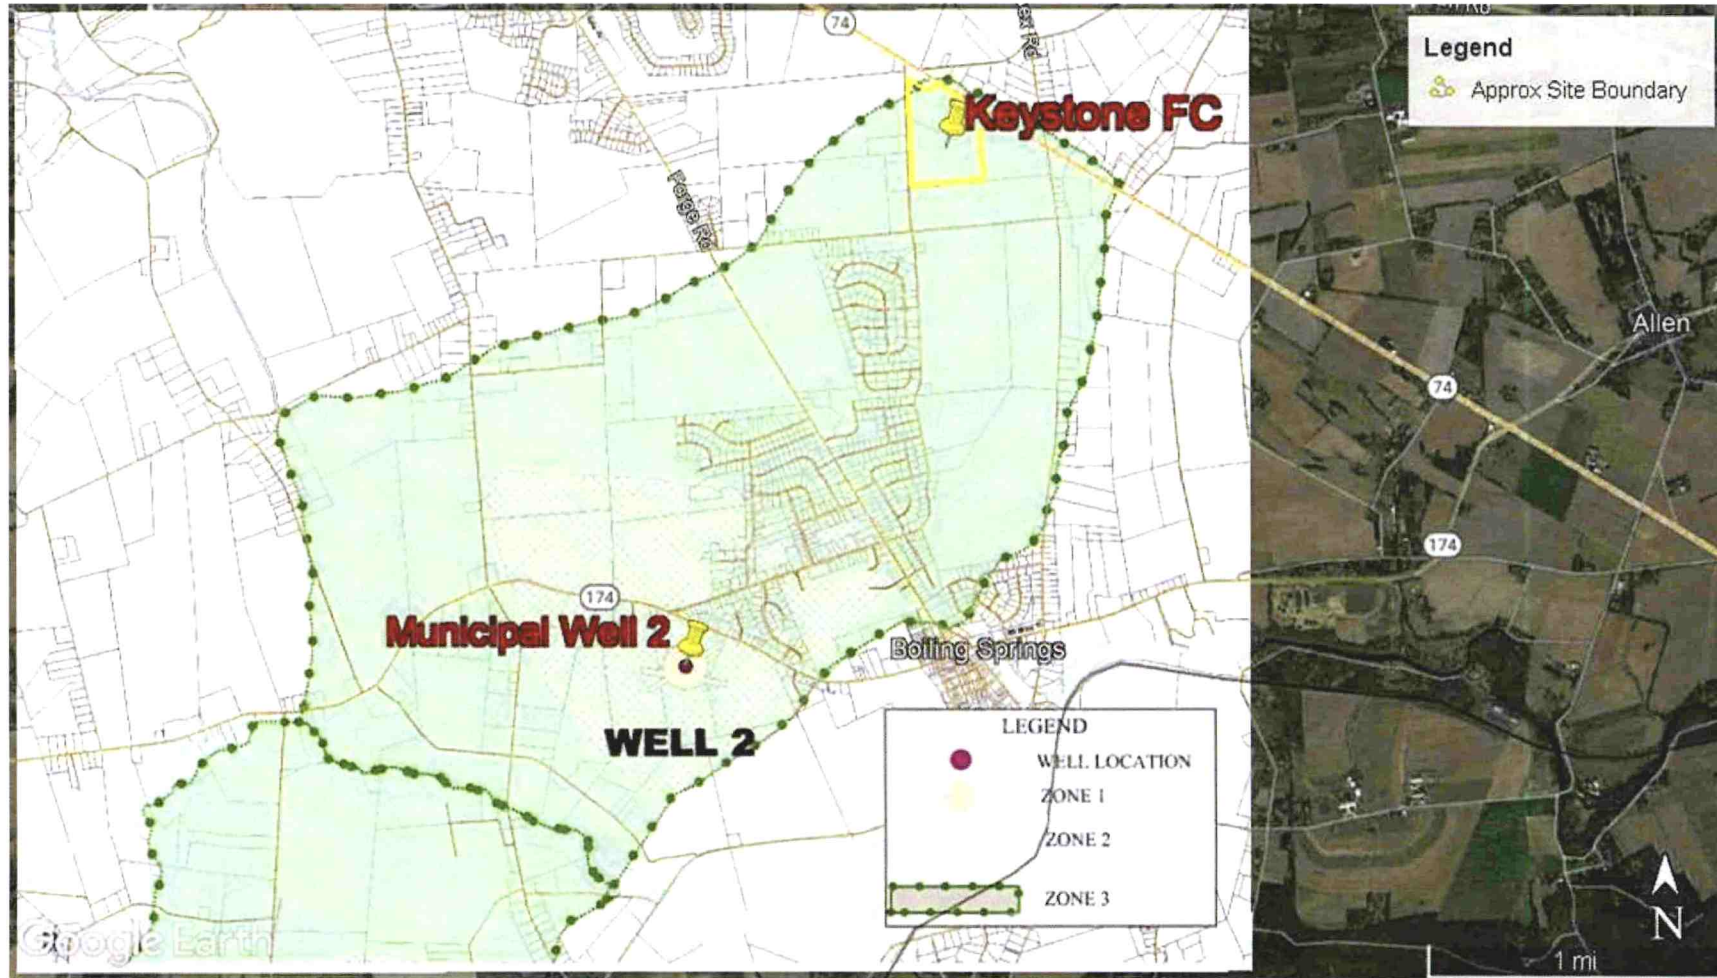 74
Legend
Approx Site Boundary
Keystone FC
Forge Rd
Allen
74
174
174
Municipal Well 2
Boiling Springs
WELL 2
LEGEND
WELL LOCATION
ZONE 1
ZONE 2
ZONE 3
Google Earth
N
1 mi